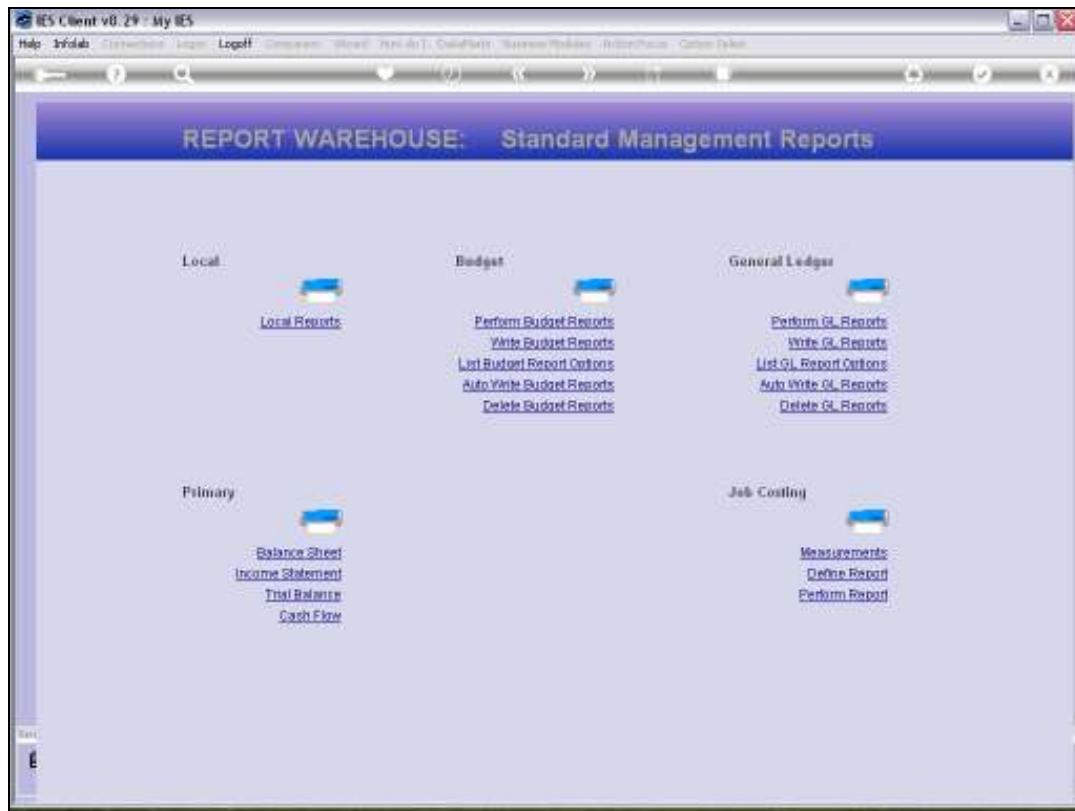 IES Client v8.29 : My IES
Help Infolab Logoff
REPORT WAREHOUSE: Standard Management Reports
Local
Local Reports
Budget
Perform Budget Reports
Write Budget Reports
List Budget Report Options
Auto Write Budget Reports
Delete Budget Reports
General Ledger
Perform GL Reports
Write GL Reports
List GL Report Options
Auto Write GL Reports
Delete GL Reports
Primary
Balance Sheet
Income Statement
Trial Balance
Cash Flow
Job Costing
Measurements
Define Report
Perform Report